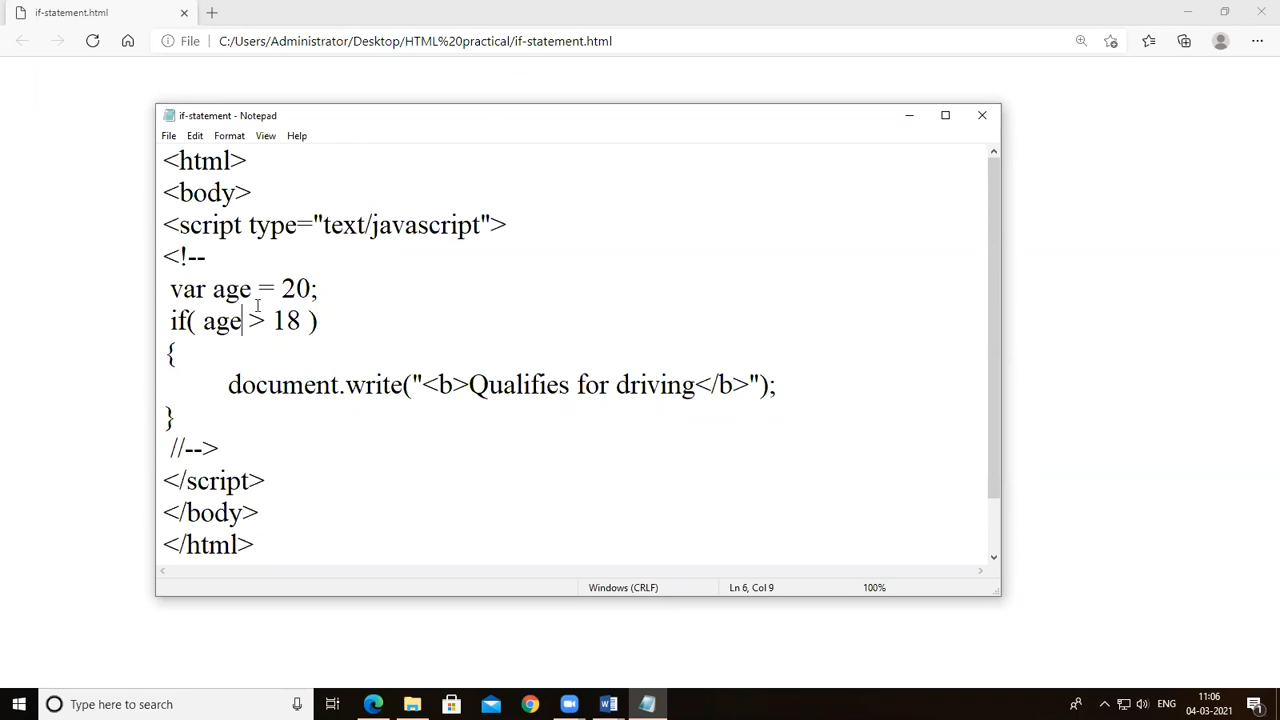 if-statement.html
File C:/Users/Administrator/Desktop/HTML%20practical/if-statement.html
if-statement - Notepad
File Edit Format View Help
<html>
<body>
<script type="text/javascript">
<!--
var age = 20;
if( age > 18 )
{
document.write("<b>Qualifies for driving</b>");
}
//-->
</script>
</body>
</html>
Windows (CRLF) Ln 6, Col 9 100%
Type here to search
ENG
11:06
04-03-2021
1